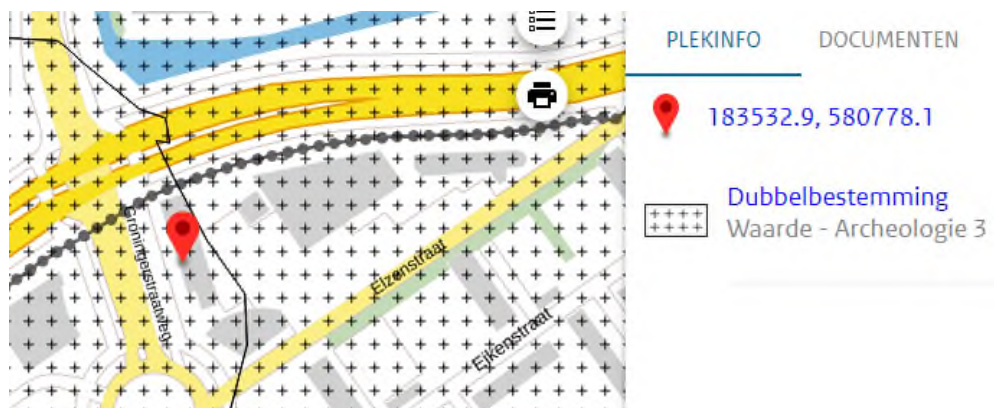 PLEKINFO DOCUMENTEN
183532.9, 580778.1
Dubbelbestemming
Waarde - Archeologie 3
Groningerstraatweg
Elzenstraat
Eikenstraat